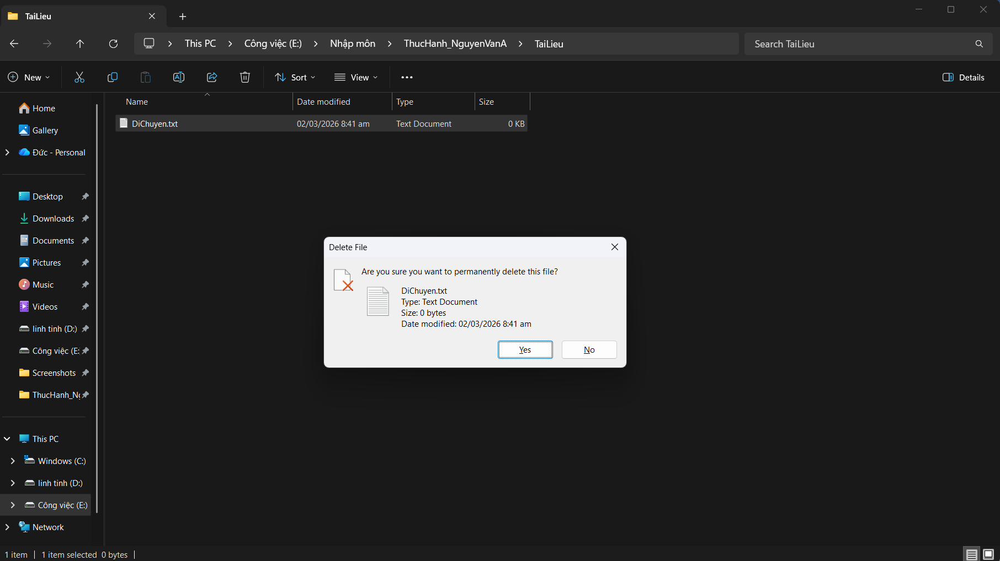 TaiLieu
This PC
Công việc (E:)
Nhập môn
ThucHanh_NguyenVanA
TaiLieu
Search TaiLieu
New
Sort
View
Details
Home
Gallery
Đức - Personal
Desktop
Downloads
Documents
Pictures
Music
Videos
linh tinh (D:)
Công việc (E:
Screenshots
ThucHanh_Ng
This PC
Windows (C:)
linh tinh (D:)
Công việc (E:)
Network
Name Date modified Type Size
DiChuyen.txt 02/03/2026 8:41 am Text Document 0 KB
Delete File
Are you sure you want to permanently delete this file?
DiChuyen.txt
Type: Text Document
Size: 0 bytes
Date modified: 02/03/2026 8:41 am
Yes No
1 item 1 item selected 0 bytes